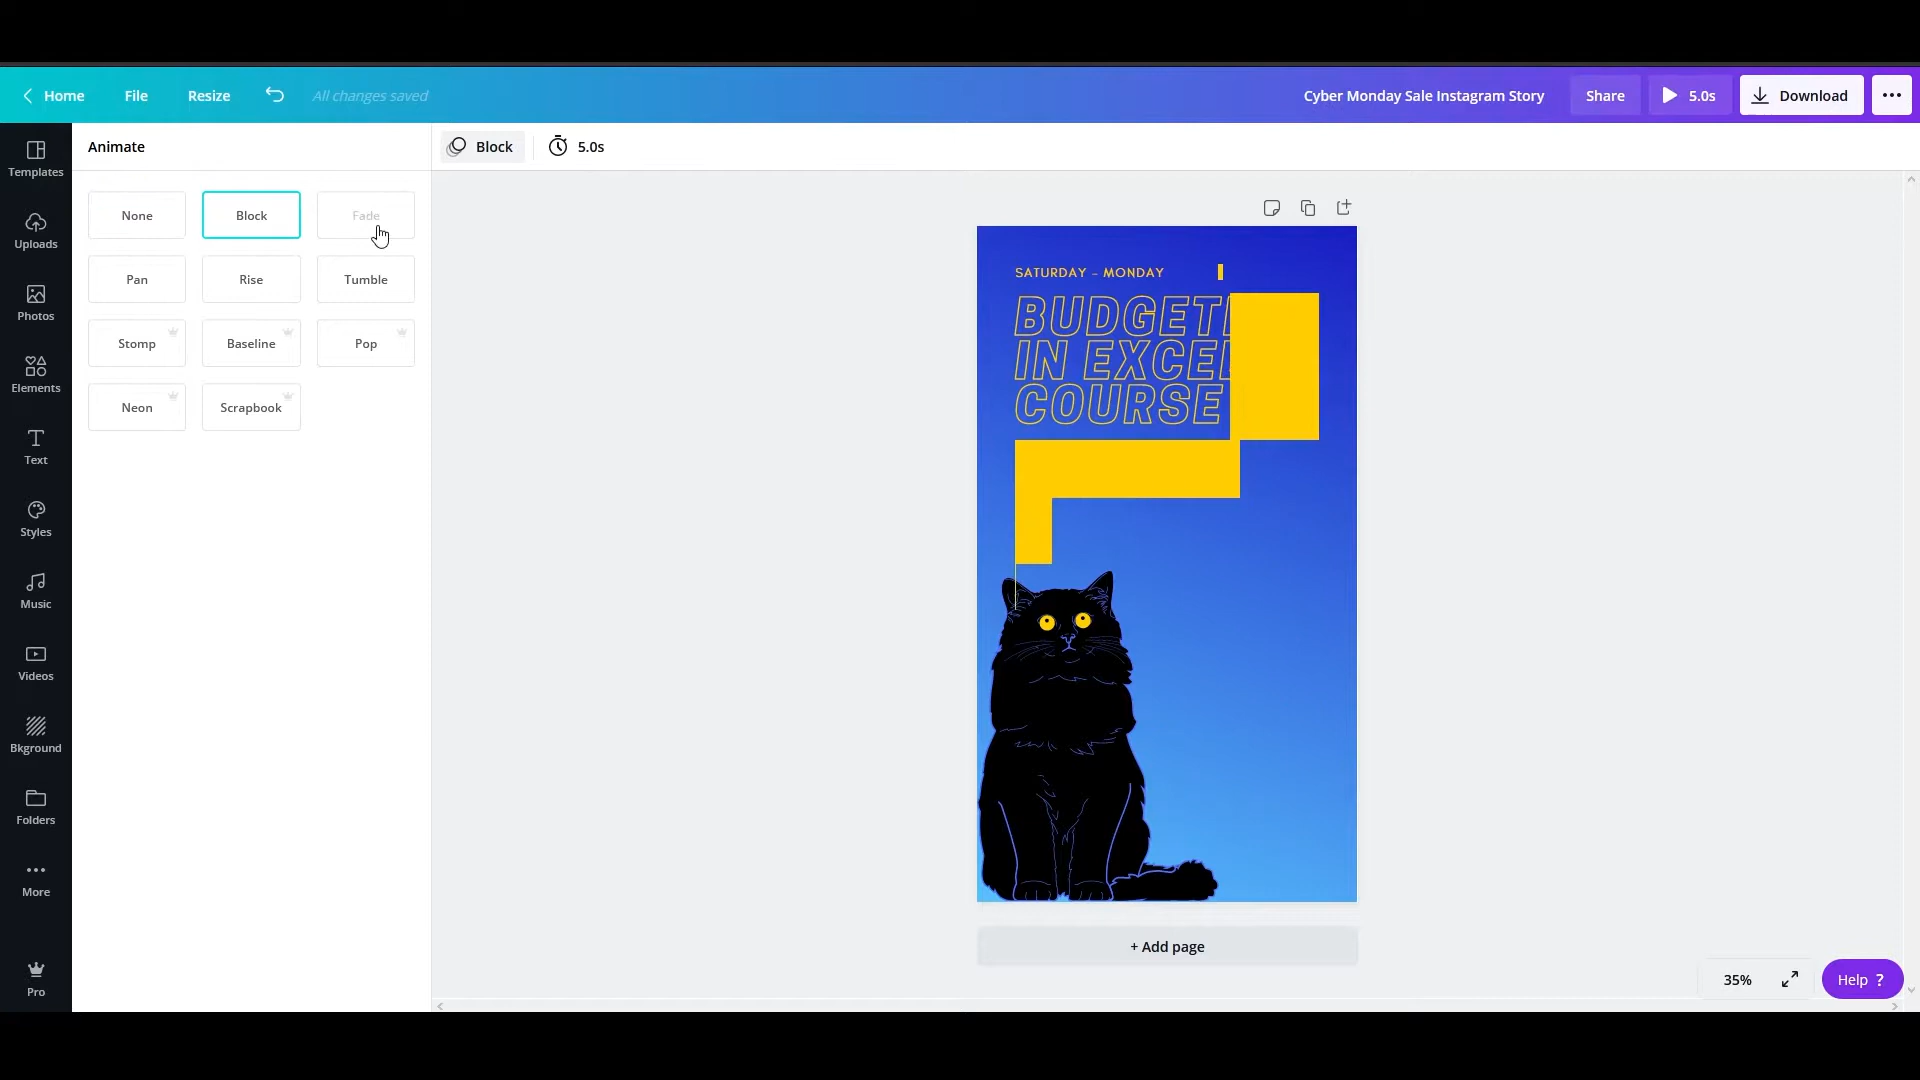 Home
File
Resize
All changes saved
Cyber Monday Sale Instagram Story
Share
5.0s
Download
Templates
Uploads
Photos
Elements
Text
Styles
Music
Videos
Bkground
Folders
More
Pro
Animate
None
Block
Fade
Pan
Rise
Tumble
Stomp
Baseline
Pop
Neon
Scrapbook
Block
5.0s
SATURDAY - MONDAY
IN
COURSE
+ Add page
35%
Help ?